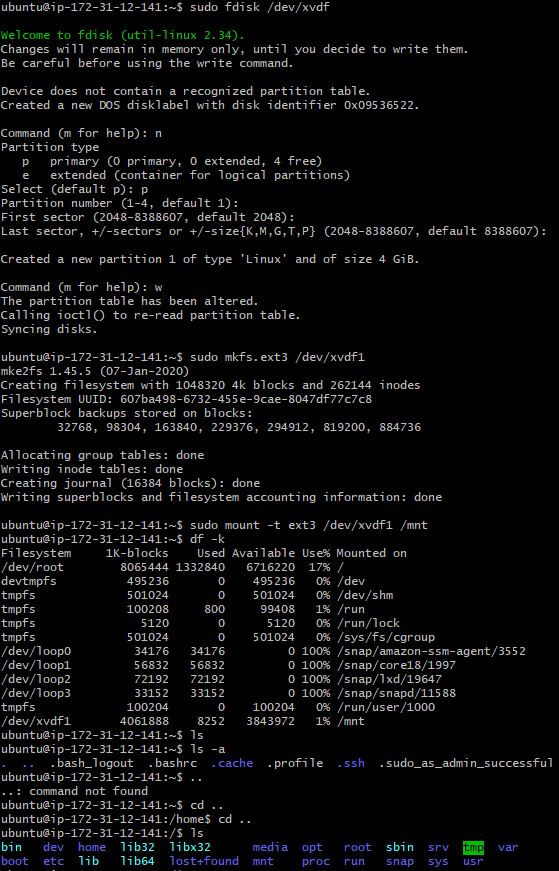 ubuntu@ip-172-31-12-141:~$ sudo fdisk /dev/xvdf
Welcome to fdisk (util-linux 2.34).
Changes will remain in memory only, until you decide to write them.
Be careful before using the write command.
Device does not contain a recognized partition table.
Created a new DOS disklabel with disk identifier 0x09536522.
Command (m for help): n
Partition type
   p   primary (0 primary, 0 extended, 4 free)
   e   extended (container for logical partitions)
Select (default p): p
Partition number (1-4, default 1):
First sector (2048-8388607, default 2048):
Last sector, +/-sectors or +/-size{K,M,G,T,P} (2048-8388607, default 8388607):
Created a new partition 1 of type 'Linux' and of size 4 GiB.
Command (m for help): w
The partition table has been altered.
Calling ioctl() to re-read partition table.
Syncing disks.
ubuntu@ip-172-31-12-141:~$ sudo mkfs.ext3 /dev/xvdf1
mke2fs 1.45.5 (07-Jan-2020)
Creating filesystem with 1048320 4k blocks and 262144 inodes
Filesystem UUID: 607ba498-6732-455e-9cae-8047df77c7c8
Superblock backups stored on blocks:
        32768, 98304, 163840, 229376, 294912, 819200, 884736
Allocating group tables: done
Writing inode tables: done
Creating journal (16384 blocks): done
Writing superblocks and filesystem accounting information: done
ubuntu@ip-172-31-12-141:~$ sudo mount -t ext3 /dev/xvdf1 /mnt
ubuntu@ip-172-31-12-141:~$ df -k
Filesystem     1K-blocks    Used Available Use% Mounted on
/dev/root        8065444 1332840   6716220  17% /
devtmpfs          495236       0    495236   0% /dev
tmpfs             501024       0    501024   0% /dev/shm
tmpfs             100208     800     99408   1% /run
tmpfs               5120       0      5120   0% /run/lock
tmpfs             501024       0    501024   0% /sys/fs/cgroup
/dev/loop0         34176   34176         0 100% /snap/amazon-ssm-agent/3552
/dev/loop1         56832   56832         0 100% /snap/core18/1997
/dev/loop2         72192   72192         0 100% /snap/lxd/19647
/dev/loop3         33152   33152         0 100% /snap/snapd/11588
tmpfs             100204       0    100204   0% /run/user/1000
/dev/xvdf1       4061888    8252   3843972   1% /mnt
ubuntu@ip-172-31-12-141:~$ ls
ubuntu@ip-172-31-12-141:~$ ls -a
.  ..  .bash_logout  .bashrc  .cache  .profile  .ssh  .sudo_as_admin_successful
ubuntu@ip-172-31-12-141:~$ ..
..: command not found
ubuntu@ip-172-31-12-141:~$ cd ..
ubuntu@ip-172-31-12-141:/home$ cd ..
ubuntu@ip-172-31-12-141:/$ ls
bin   dev  home  lib32  libx32      media  opt   root  sbin  srv  tmp  var
boot  etc  lib   lib64  lost+found  mnt    proc  run   snap  sys  usr